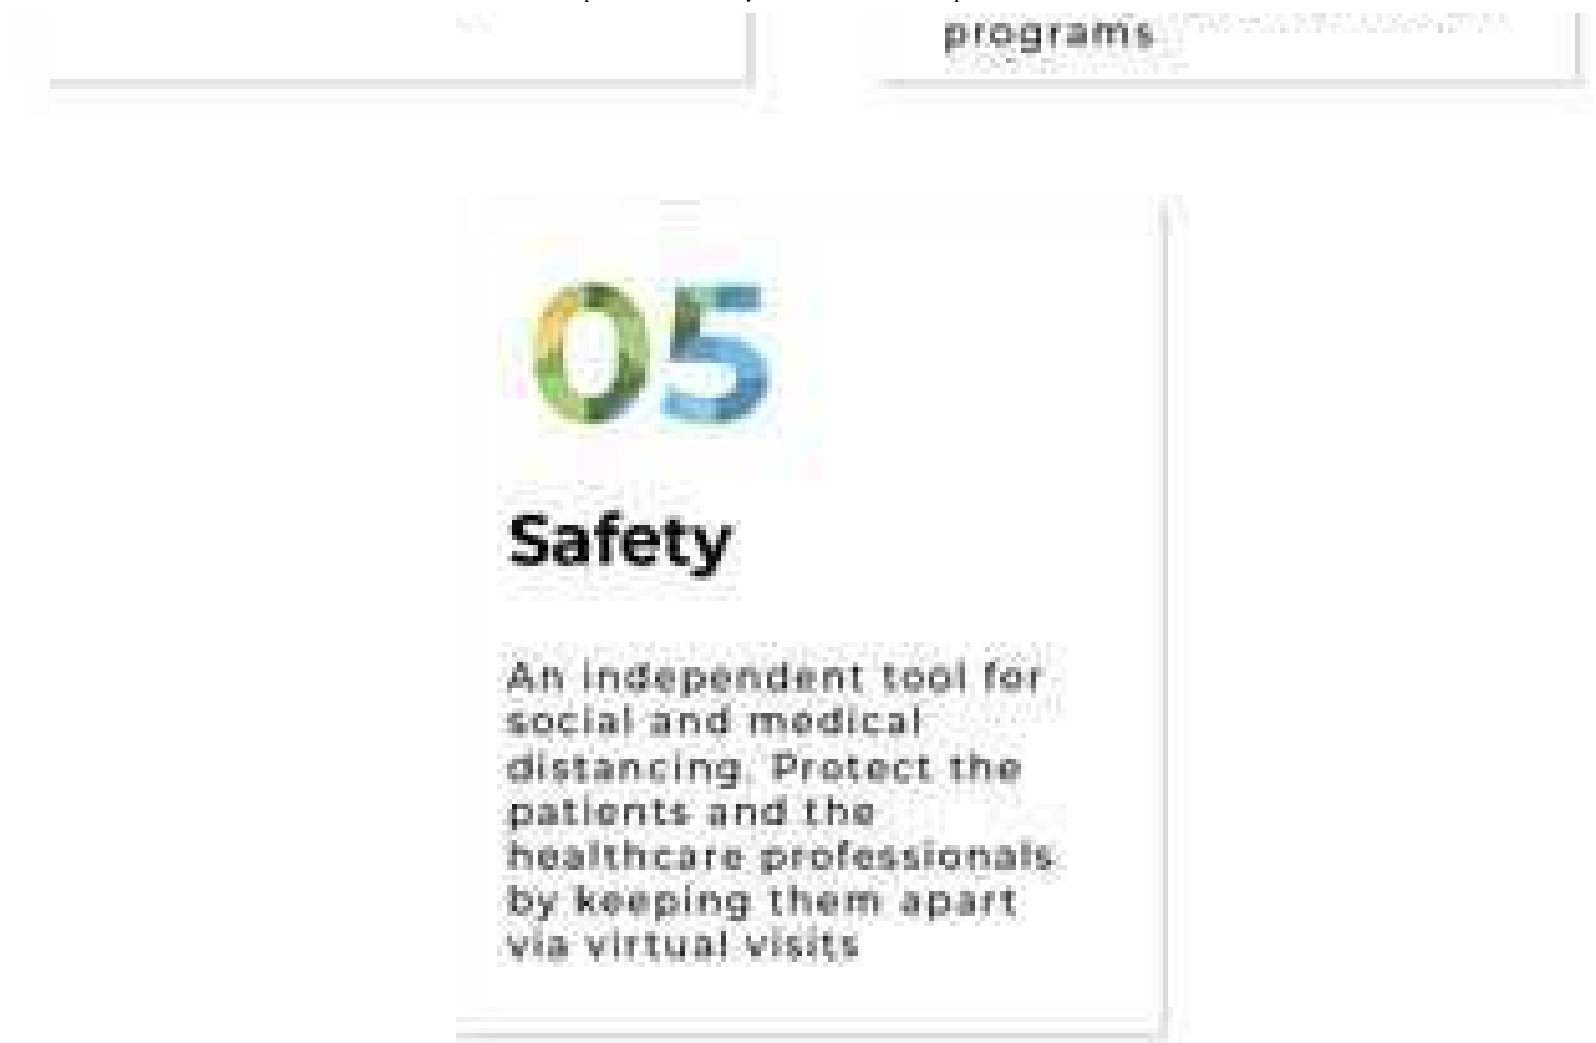 programs
05
Safety
An independent tool for
social and medical
distancing. Protect the
patients and the
healthcare professionals
by keeping them apart
via virtual visits